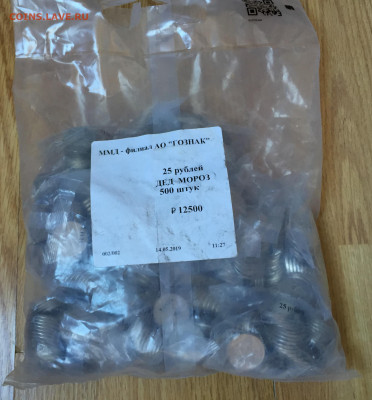 COINS.LAVE.RU
ММД - филиал АО "ГОЗНАК"
25 рублей
ДЕД МОРОЗ
500 штук
₽ 12500
14.05.2019 11:27
25